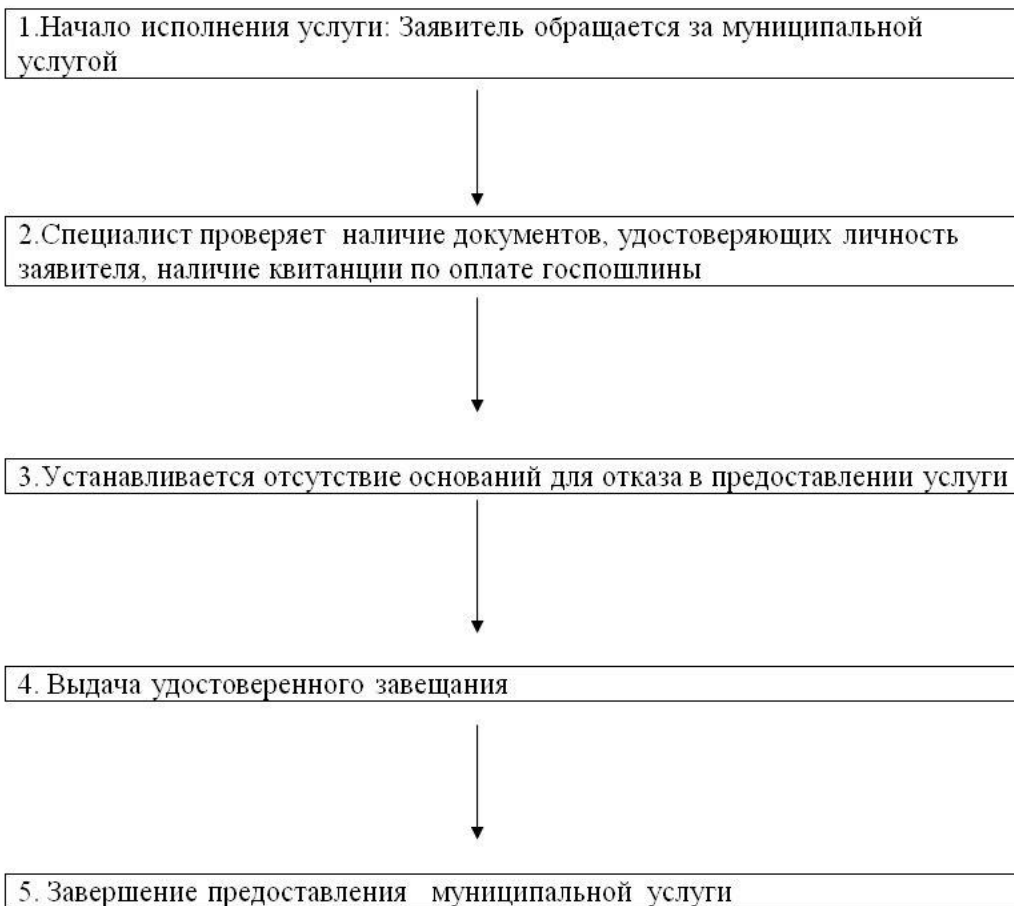 1.Начало исполнения услуги: Заявитель обращается за муниципальной
услугой
2.Специалист проверяет  наличие документов, удостоверяющих личность
заявителя, наличие квитанции по оплате госпошлины
3.Устанавливается отсутствие оснований для отказа в предоставлении услуги
4. Выдача удостоверенного завещания
5. Завершение предоставления   муниципальной  услуги